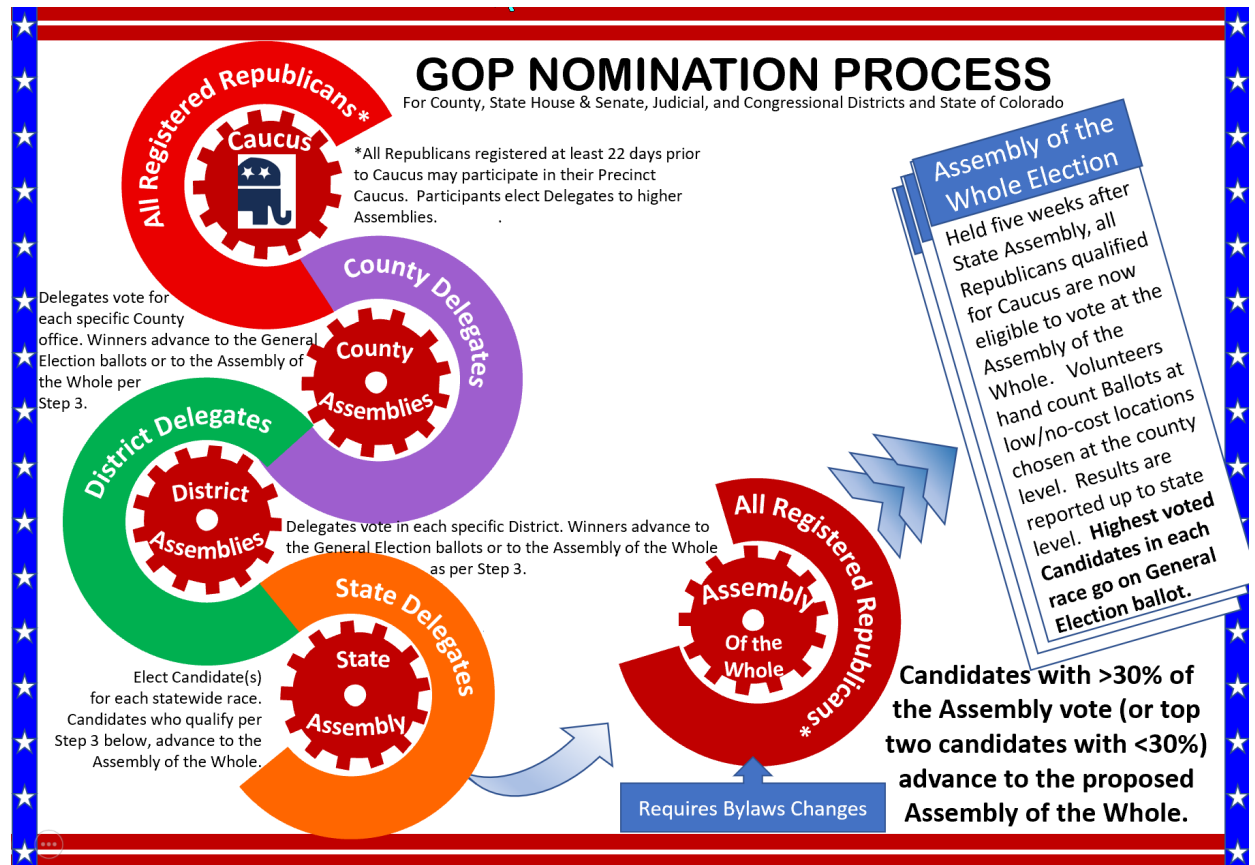 GOP NOMINATION PROCESS
For County, State House & Senate, Judicial, and Congressional Districts and State of Colorado
All Registered Republicans*
Caucus
*All Republicans registered at least 22 days prior
to Caucus may participate in their Precinct
Caucus.  Participants elect Delegates to higher
Assemblies.                .
County Delegates
County
Assemblies
Delegates vote for
each specific County
office. Winners advance to the General
Election ballots or to the Assembly of
the Whole per
Step 3.
District Delegates
District
Assemblies
Delegates vote in each specific District. Winners advance to
the General Election ballots or to the Assembly of the Whole
as per Step 3.
State Delegates
State
Assembly
Elect Candidate(s)
for each statewide race.
Candidates who qualify per
Step 3 below, advance to the
Assembly of the Whole.
All Registered Republicans*
Assembly
Of the
Whole
Requires Bylaws Changes
Assembly of the
Whole Election
Held five weeks after
State Assembly, all
Republicans qualified
for Caucus are now
eligible to vote at the
Assembly of the
Whole.   Volunteers
hand count Ballots at
low/no-cost locations
chosen at the county
level.  Results are
reported up to state
level.  Highest voted
Candidates in each
race go on General
Election ballot.
Candidates with >30% of
the Assembly vote (or top
two candidates with <30%)
advance to the proposed
Assembly of the Whole.